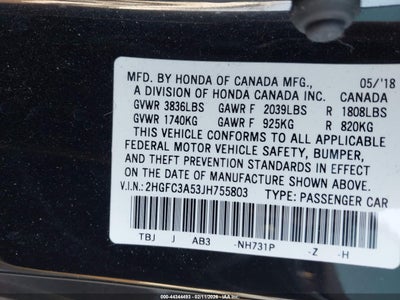 MFD. BY HONDA OF CANADA MFG., 05/'18
A DIVISION OF HONDA CANADA INC. CANADA
GVWR 3836LBS GAWR F 2039LBS R 1808LBS
GVWR 1740KG GAWR F 925KG R 820KG
THIS VEHICLE CONFORMS TO ALL APPLICABLE
FEDERAL MOTOR VEHICLE SAFETY, BUMPER,
AND THEFT PREVENTION STANDARDS IN EFFECT
ON THE DATE OF MANUFACTURE SHOWN ABOVE.
V.I.N.: 2HGFC3A53JH755803 TYPE: PASSENGER CAR
TBJ J AB3 -NH731P -Z -H
ID: 44344493 - 02/11/2026 - © IAA, LLC